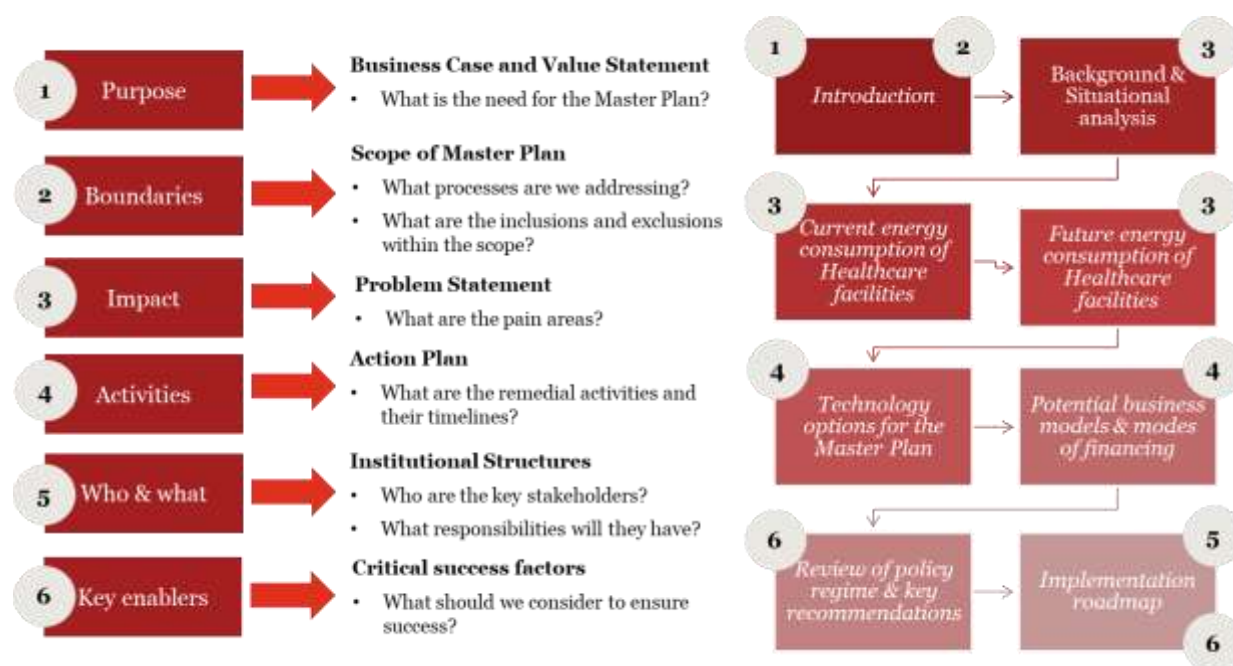 1
Purpose
Business Case and Value Statement
• What is the need for the Master Plan?
2
Boundaries
Scope of Master Plan
• What processes are we addressing?
• What are the inclusions and exclusions
within the scope?
3
Impact
Problem Statement
• What are the pain areas?
4
Activities
Action Plan
• What are the remedial activities and
their timelines?
5
Who & what
Institutional Structures
• Who are the key stakeholders?
• What responsibilities will they have?
6
Key enablers
Critical success factors
• What should we consider to ensure
success?
1
2
Introduction
3
Background &
Situational
analysis
3
Current energy
consumption of
Healthcare
facilities
3
Future energy
consumption of
Healthcare
facilities
4
Technology
options for the
Master Plan
4
Potential business
models & modes
of financing
6
Review of policy
regime & key
recommendations
5
Implementation
roadmap
6